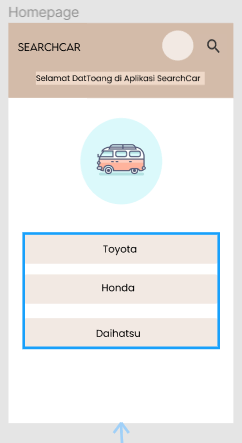 Homepage
SEARCHCAR
Selamat DatToang di Aplikasi SearchCar
Toyota
Honda
Daihatsu